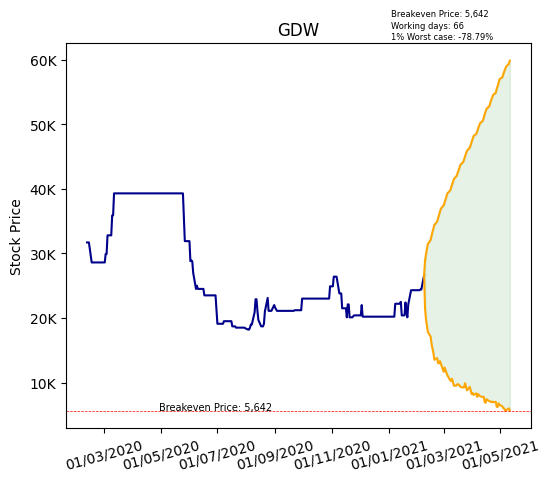 Breakeven Price: 5,642
Working days: 66
1% Worst case: -78.79%
GDW
Stock Price
60K
50K
40K
30K
20K
10K
Breakeven Price: 5,642
01/03/2020 01/05/2020 01/07/2020 01/09/2020 01/11/2020 01/01/2021 01/03/2021 01/05/2021